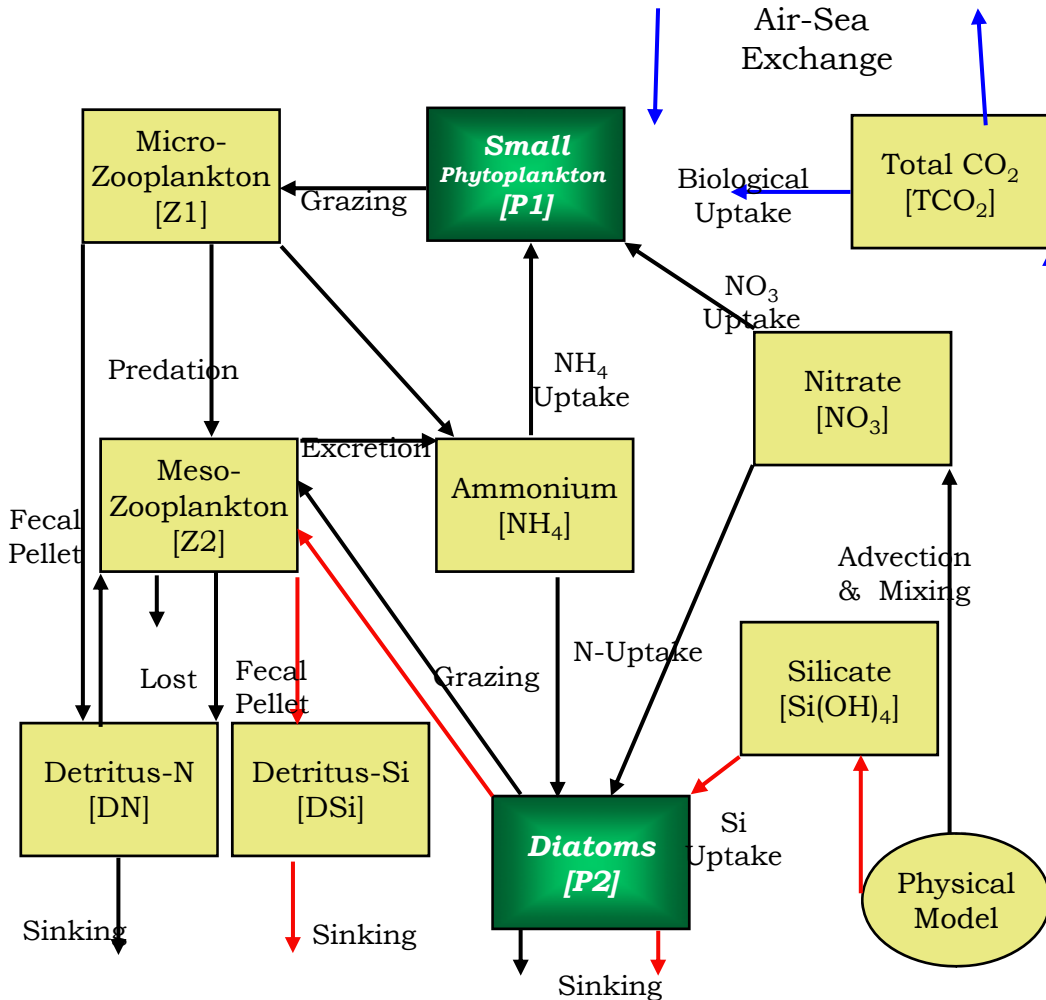 Air-Sea
Exchange
Micro-
Zooplankton
[Z1]
Grazing
Small
Phytoplankton
[P1]
Biological
Uptake
Total CO₂
[TCO₂]
NO₃
Uptake
Predation
NH₄
Uptake
Nitrate
[NO₃]
Meso-
Zooplankton
[Z2]
Excretion
Ammonium
[NH₄]
Fecal
Pellet
Advection
& Mixing
Lost
Fecal
Pellet
Grazing
N-Uptake
Silicate
[Si(OH)₄]
Detritus-N
[DN]
Detritus-Si
[DSi]
Diatoms
[P2]
Si
Uptake
Physical
Model
Sinking
Sinking
Sinking